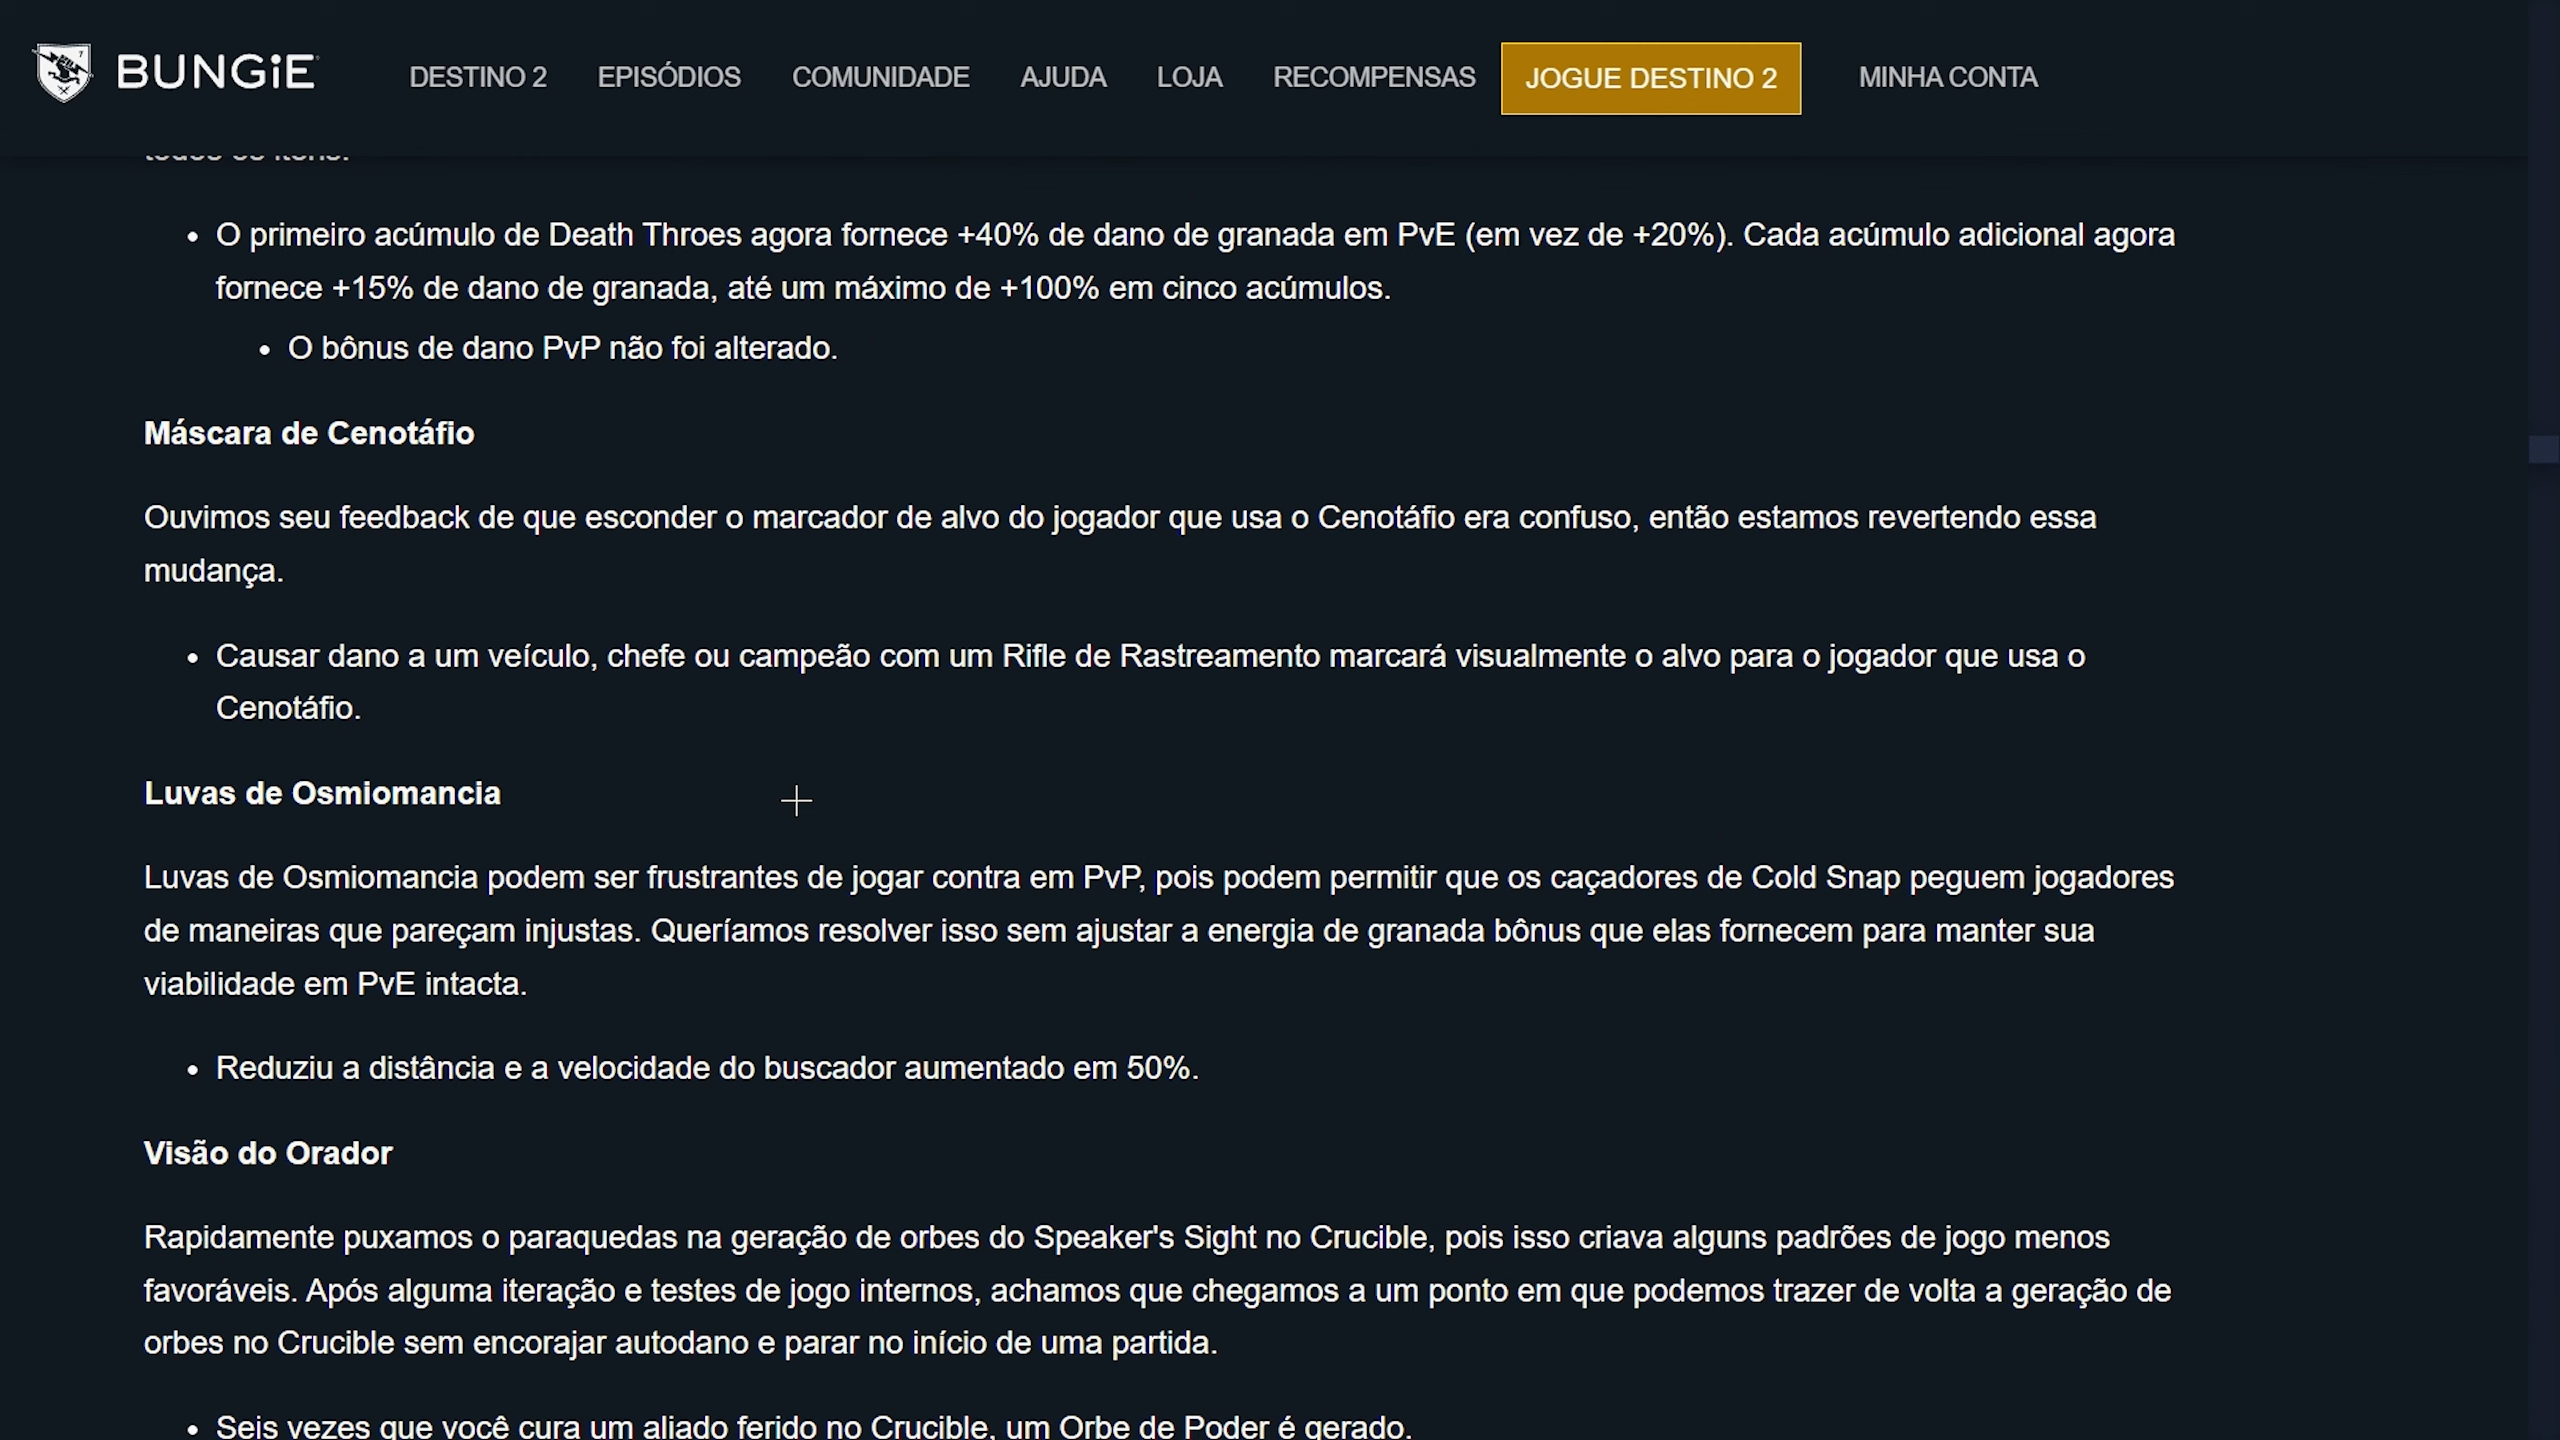 BUNGiE
DESTINO 2
EPISÓDIOS
COMUNIDADE
AJUDA
LOJA
RECOMPENSAS
JOGUE DESTINO 2
MINHA CONTA
todos os itens.
• O primeiro acúmulo de Death Throes agora fornece +40% de dano de granada em PvE (em vez de +20%). Cada acúmulo adicional agora
fornece +15% de dano de granada, até um máximo de +100% em cinco acúmulos.
• O bônus de dano PvP não foi alterado.
Máscara de Cenotáfio
Ouvimos seu feedback de que esconder o marcador de alvo do jogador que usa o Cenotáfio era confuso, então estamos revertendo essa
mudança.
• Causar dano a um veículo, chefe ou campeão com um Rifle de Rastreamento marcará visualmente o alvo para o jogador que usa o
Cenotáfio.
Luvas de Osmiomancia
Luvas de Osmiomancia podem ser frustrantes de jogar contra em PvP, pois podem permitir que os caçadores de Cold Snap peguem jogadores
de maneiras que pareçam injustas. Queríamos resolver isso sem ajustar a energia de granada bônus que elas fornecem para manter sua
viabilidade em PvE intacta.
• Reduziu a distância e a velocidade do buscador aumentado em 50%.
Visão do Orador
Rapidamente puxamos o paraquedas na geração de orbes do Speaker's Sight no Crucible, pois isso criava alguns padrões de jogo menos
favoráveis. Após alguma iteração e testes de jogo internos, achamos que chegamos a um ponto em que podemos trazer de volta a geração de
orbes no Crucible sem encorajar autodano e parar no início de uma partida.
• Seis vezes que você cura um aliado ferido no Crucible, um Orbe de Poder é gerado.